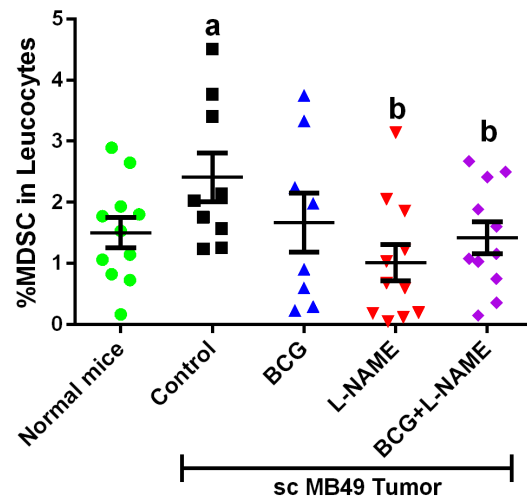 %MDSC in Leucocytes
5
4
3
2
1
0
a
b
b
Normal mice
Control
BCG
L-NAME
BCG+L-NAME
sc MB49 Tumor